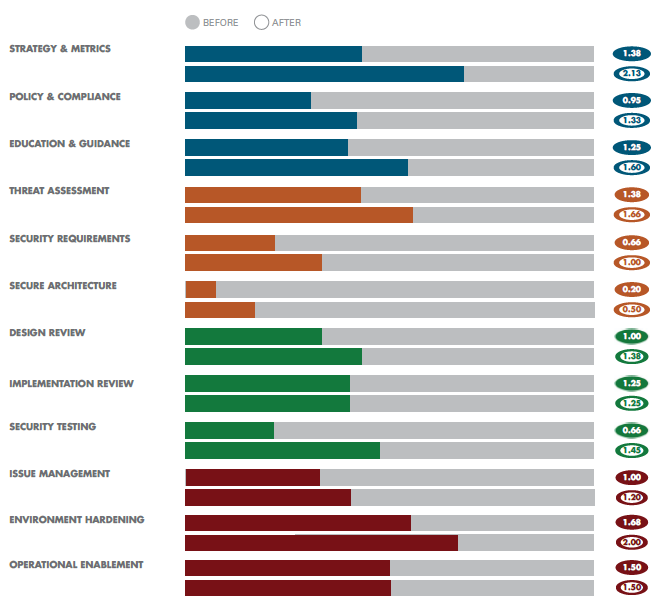 BEFORE AFTER
STRATEGY & METRICS 1.38
2.13
POLICY & COMPLIANCE 0.95
1.33
EDUCATION & GUIDANCE 1.25
1.60
THREAT ASSESSMENT 1.38
1.66
SECURITY REQUIREMENTS 0.66
1.00
SECURE ARCHITECTURE 0.20
0.50
DESIGN REVIEW 1.00
1.38
IMPLEMENTATION REVIEW 1.25
1.25
SECURITY TESTING 0.66
1.45
ISSUE MANAGEMENT 1.00
1.20
ENVIRONMENT HARDENING 1.68
2.00
OPERATIONAL ENABLEMENT 1.50
1.50